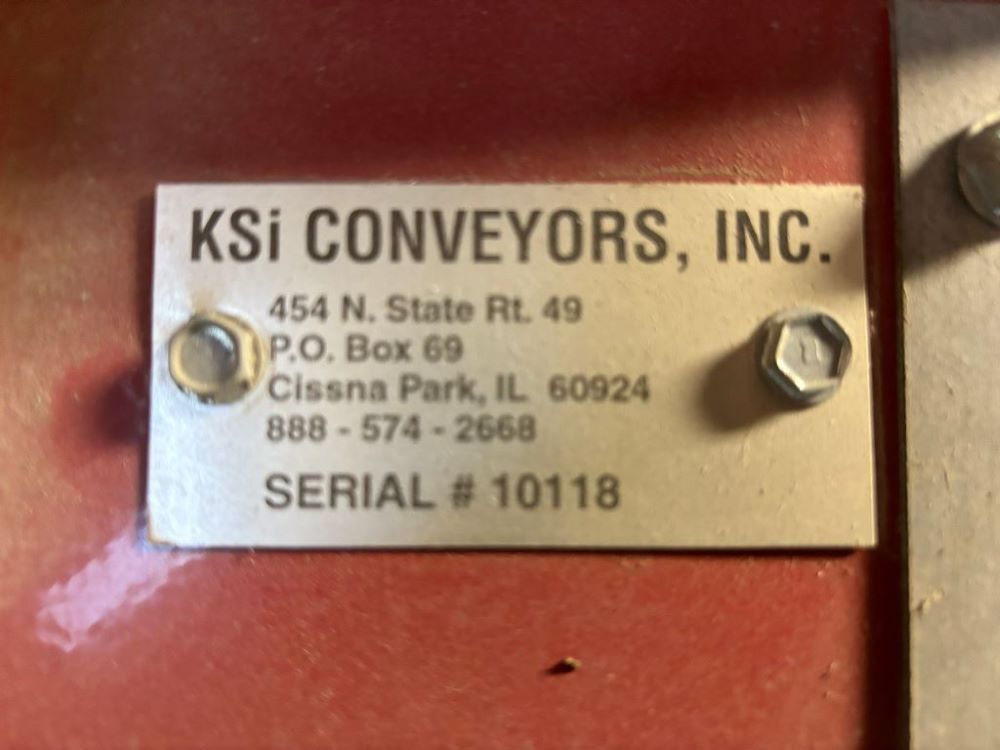 KSi CONVEYORS, INC.
454 N. State Rt. 49
P.O. Box 69
Cissna Park, IL 60924
888 - 574 - 2668
SERIAL # 10118